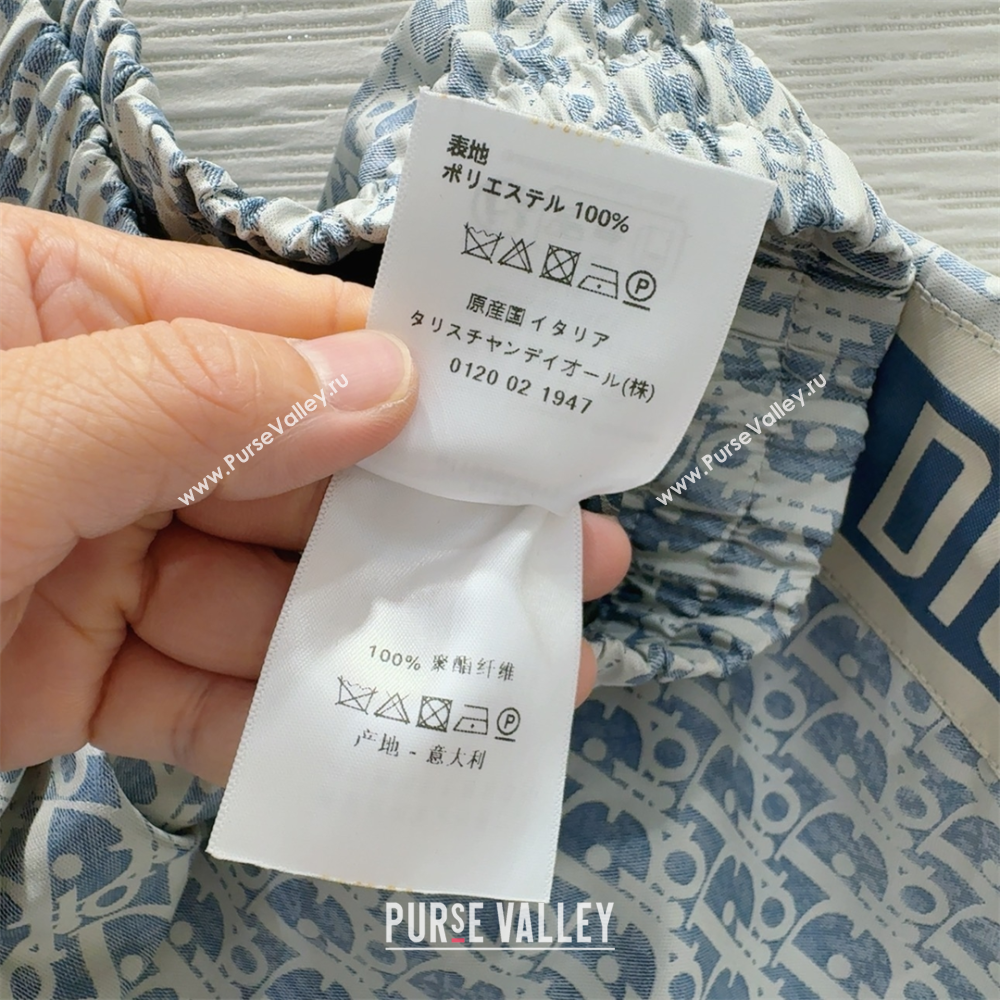 表地
ポリエステル 100%
P
原産国 イタリア
タリスチャンディオール(株)
0120 02 1947
www.PurseValley.ru
www.PurseValley.ru
DI
100% 聚酯纤维
P
产地 - 意大利
PURSE VALLEY